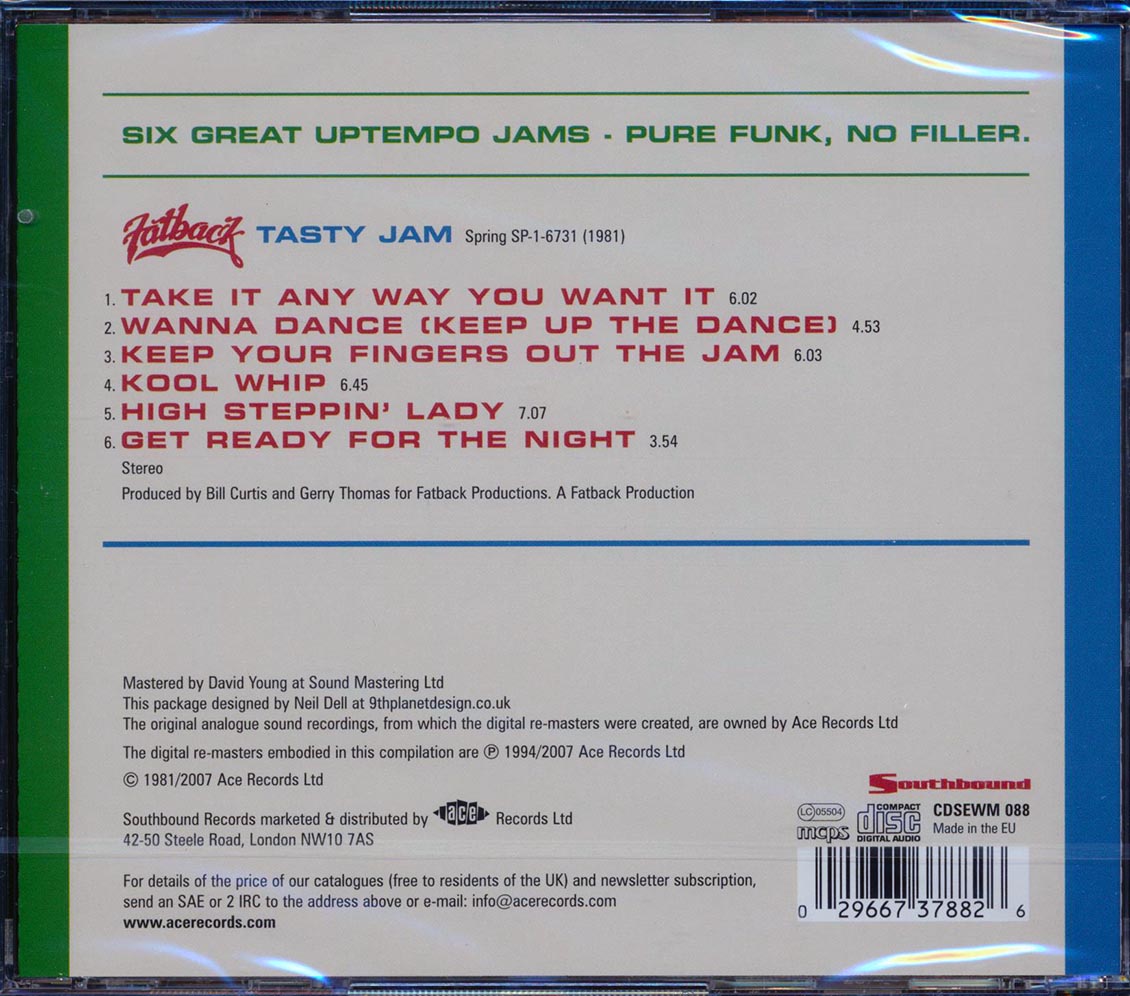 SIX GREAT UPTEMPO JAMS - PURE FUNK, NO FILLER.
Fatback TASTY JAM Spring SP-1-6731 (1981)
1. TAKE IT ANY WAY YOU WANT IT 6.02
2. WANNA DANCE (KEEP UP THE DANCE) 4.53
3. KEEP YOUR FINGERS OUT THE JAM 6.03
4. KOOL WHIP 6.45
5. HIGH STEPPIN' LADY 7.07
6. GET READY FOR THE NIGHT 3.54
Stereo
Produced by Bill Curtis and Gerry Thomas for Fatback Productions. A Fatback Production
Mastered by David Young at Sound Mastering Ltd
This package designed by Neil Dell at 9thplanetdesign.co.uk
The original analogue sound recordings, from which the digital re-masters were created, are owned by Ace Records Ltd
The digital re-masters embodied in this compilation are ℗ 1994/2007 Ace Records Ltd
© 1981/2007 Ace Records Ltd
Southbound Records marketed & distributed by ace Records Ltd
42-50 Steele Road, London NW10 7AS
For details of the price of our catalogues (free to residents of the UK) and newsletter subscription,
send an SAE or 2 IRC to the address above or e-mail: info@acerecords.com
www.acerecords.com
Southbound
LC 05504
mcps
COMPACT
disc
DIGITAL AUDIO
CDSEWM 088
Made in the EU
0 29667 37882 6